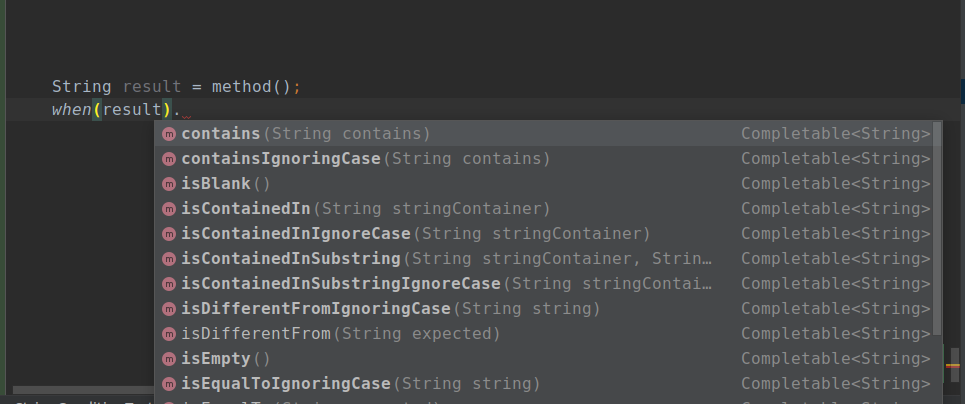 String result = method();
when(result).
m contains(String contains) Completable<String>
m containsIgnoringCase(String contains) Completable<String>
m isBlank() Completable<String>
m isContainedIn(String stringContainer) Completable<String>
m isContainedInIgnoreCase(String stringContainer) Completable<String>
m isContainedInSubstring(String stringContainer, Strin… Completable<String>
m isContainedInSubstringIgnoreCase(String stringContai… Completable<String>
m isDifferentFromIgnoringCase(String string) Completable<String>
m isDifferentFrom(String expected) Completable<String>
m isEmpty() Completable<String>
m isEqualToIgnoringCase(String string) Completable<String>